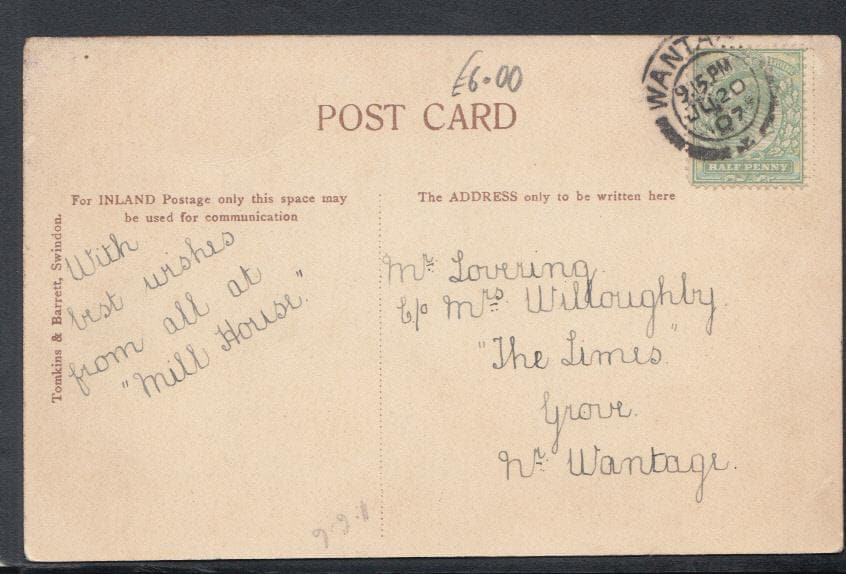 £6.00
POST CARD
WANTA
9.15 PM
JU 20
07
HALF PENNY
For INLAND Postage only this space may
be used for communication
The ADDRESS only to be written here
Tomkins & Barrett, Swindon.
With
best wishes
from all at
"Mill House."
Mr. Lovering.
C/o Mrs Willoughby.
"The Limes"
Grove.
Nr. Wantage.